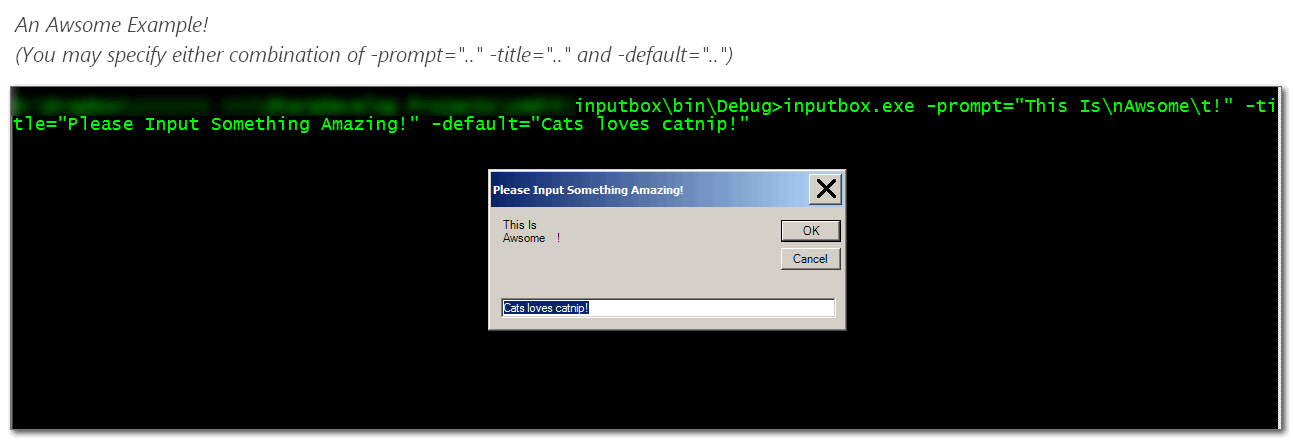 An Awsome Example!
(You may specify either combination of -prompt=".." -title=".." and -default="..")
inputbox\bin\Debug>inputbox.exe -prompt="This Is\nAwsome\t!" -ti
tle="Please Input Something Amazing!" -default="Cats loves catnip!"
Please Input Something Amazing!
This Is
Awsome !
OK
Cancel
Cats loves catnip!